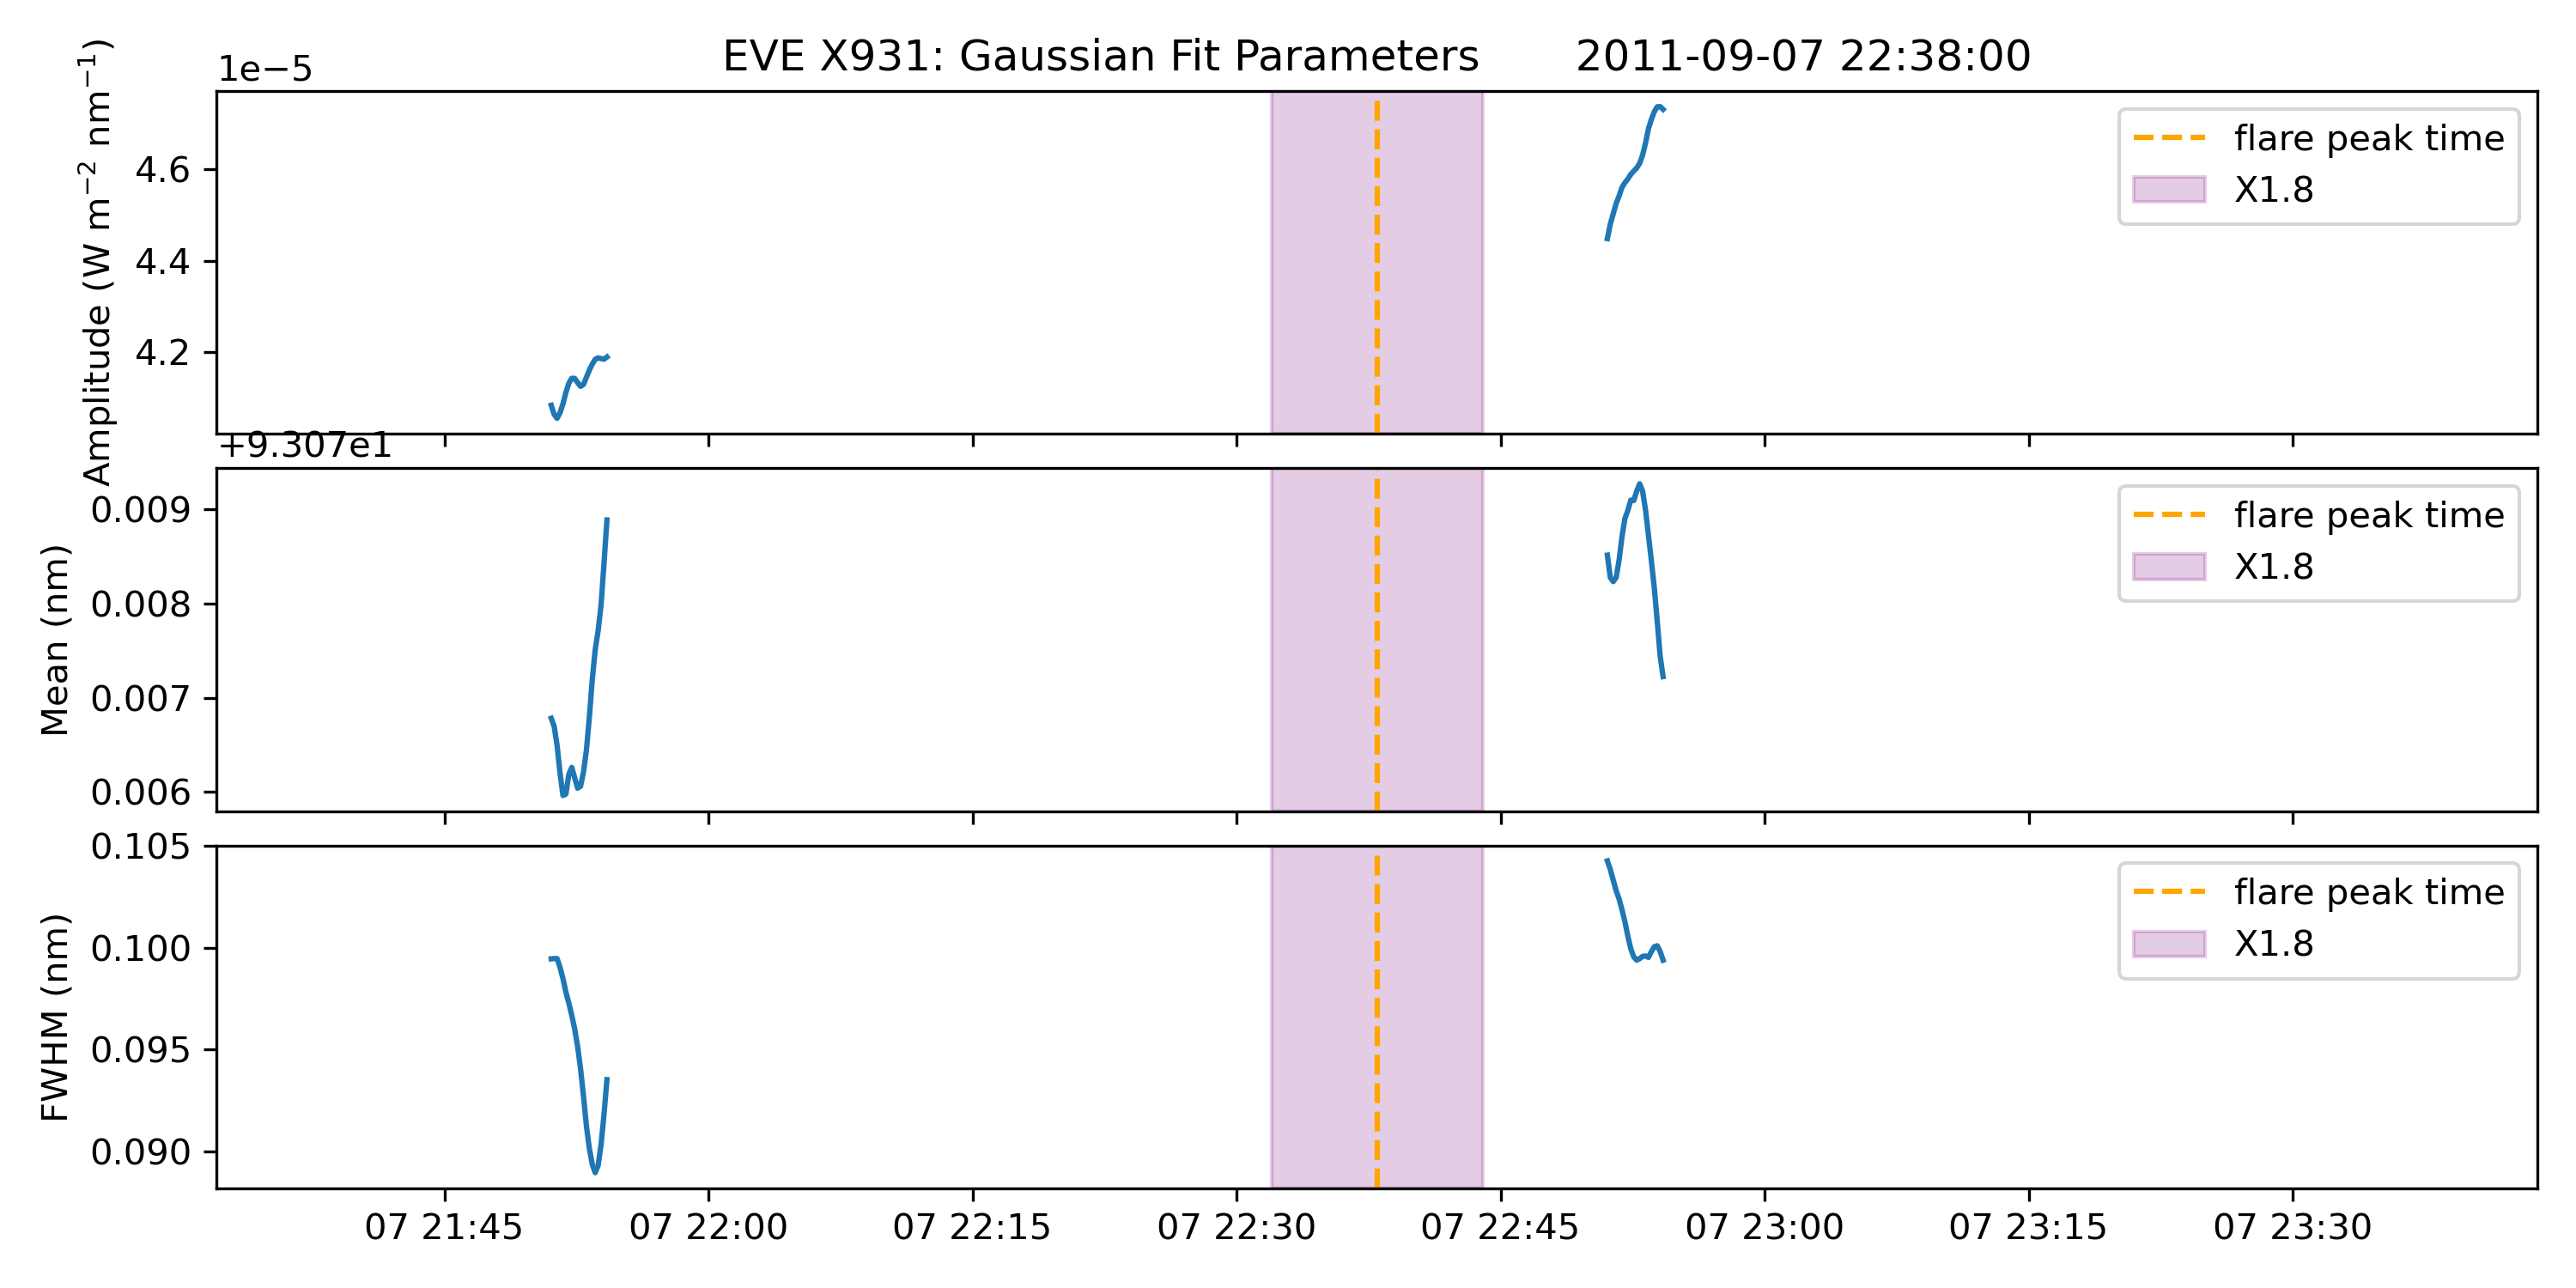 EVE X931: Gaussian Fit Parameters 2011-09-07 22:38:00
1e−5
Amplitude (W m⁻² nm⁻¹)
4.6
4.4
4.2
flare peak time
X1.8
+9.307e1
Mean (nm)
0.009
0.008
0.007
0.006
flare peak time
X1.8
FWHM (nm)
0.105
0.100
0.095
0.090
flare peak time
X1.8
07 21:45 07 22:00 07 22:15 07 22:30 07 22:45 07 23:00 07 23:15 07 23:30